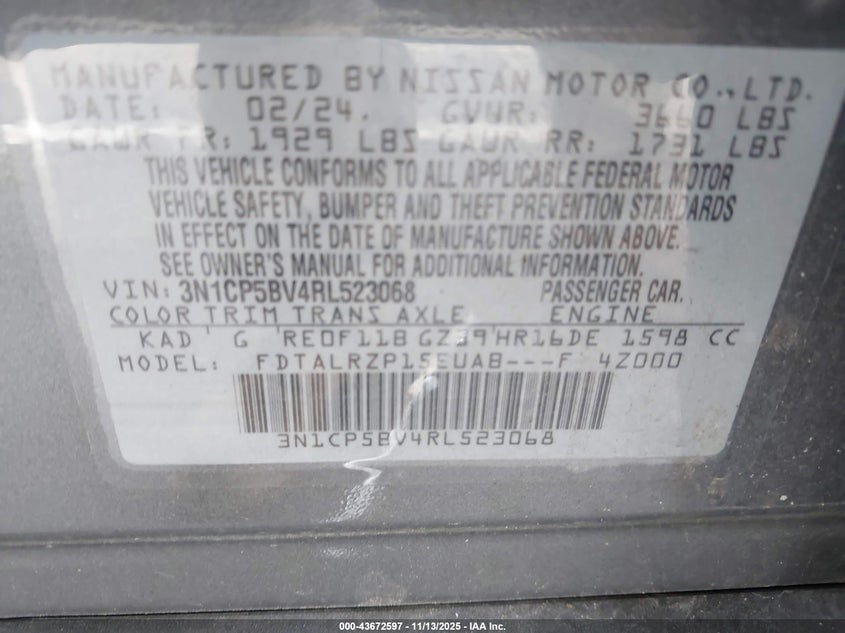 MANUFACTURED BY NISSAN MOTOR CO., LTD.
DATE: 02/24. GVWR: 3660 LBS
GAWR FR: 1929 LBS GAWR RR: 1731 LBS
THIS VEHICLE CONFORMS TO ALL APPLICABLE FEDERAL MOTOR
VEHICLE SAFETY, BUMPER AND THEFT PREVENTION STANDARDS
IN EFFECT ON THE DATE OF MANUFACTURE SHOWN ABOVE.
SEE OWNER'S MANUAL FOR ADDITIONAL INFORMATION.
VIN: 3N1CP5BV4RL523068 PASSENGER CAR.
COLOR TRIM TRANS AXLE ENGINE
KAD G RE0F11B GZ39 HR16DE 1598 CC
MODEL: FDTALRZP15EUAB---F 4Z000
3N1CP5BV4RL523068
000-43672597 - 11/13/2025 - IAA Inc.